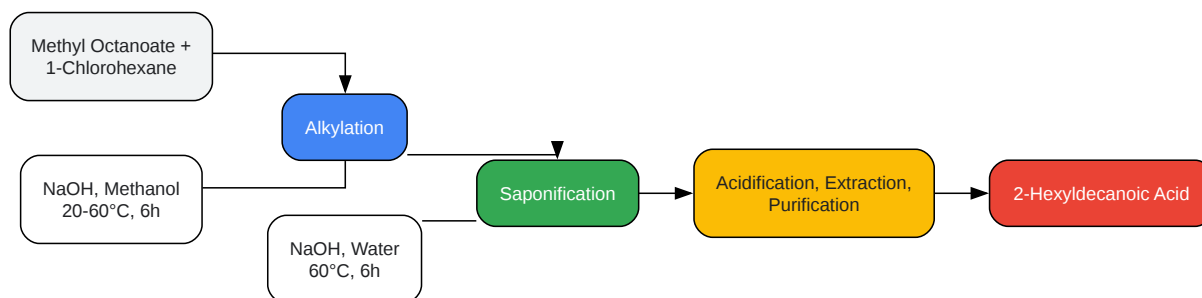 Methyl Octanoate +
1-Chlorohexane
Alkylation
NaOH, Methanol
20-60°C, 6h
Saponification
NaOH, Water
60°C, 6h
Acidification, Extraction,
Purification
2-Hexyldecanoic Acid